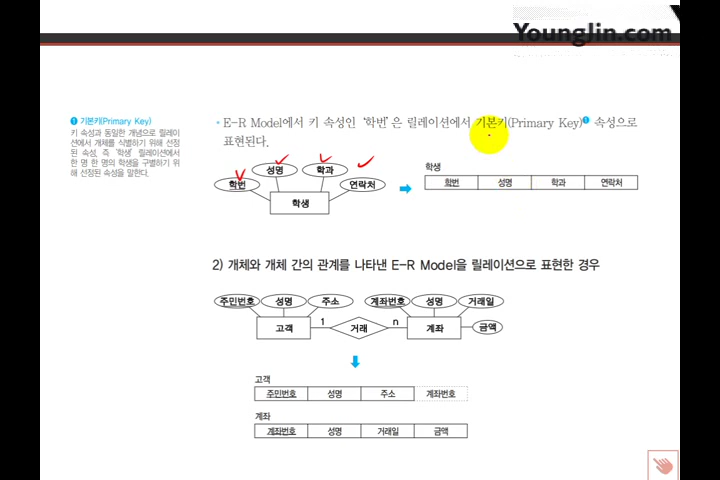 YoungJin.com
❶ 기본키(Primary Key)
키 속성과 동일한 개념으로 릴레이
션에서 개체를 식별하기 위해 선정
된 속성, 즉 '학생' 릴레이션에서
한 명 한 명의 학생을 구별하기 위
해 선정된 속성을 말한다.
• E-R Model에서 키 속성인 '학번'은 릴레이션에서 기본키(Primary Key)❶ 속성으로
표현된다.
학번 성명 학과 연락처
학생
학생
학번 성명 학과 연락처
2) 개체와 개체 간의 관계를 나타낸 E-R Model을 릴레이션으로 표현한 경우
주민번호 성명 주소 계좌번호 성명 거래일
고객 1 거래 n 계좌 금액
고객
주민번호 성명 주소 계좌번호
계좌
계좌번호 성명 거래일 금액